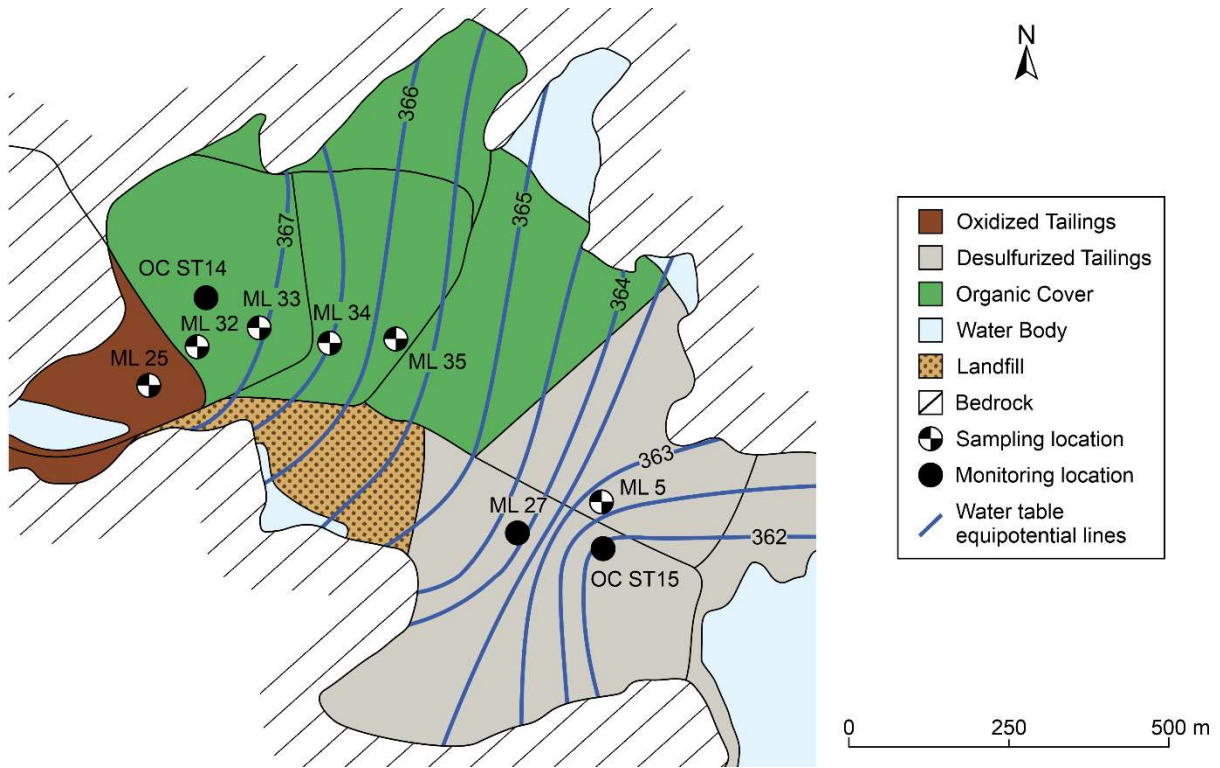 N
366
367
365
364
OC ST14
ML 33
ML 34
ML 32
ML 35
ML 25
363
ML 5
ML 27
362
OC ST15
Oxidized Tailings
Desulfurized Tailings
Organic Cover
Water Body
Landfill
Bedrock
Sampling location
Monitoring location
Water table
equipotential lines
0 250 500 m